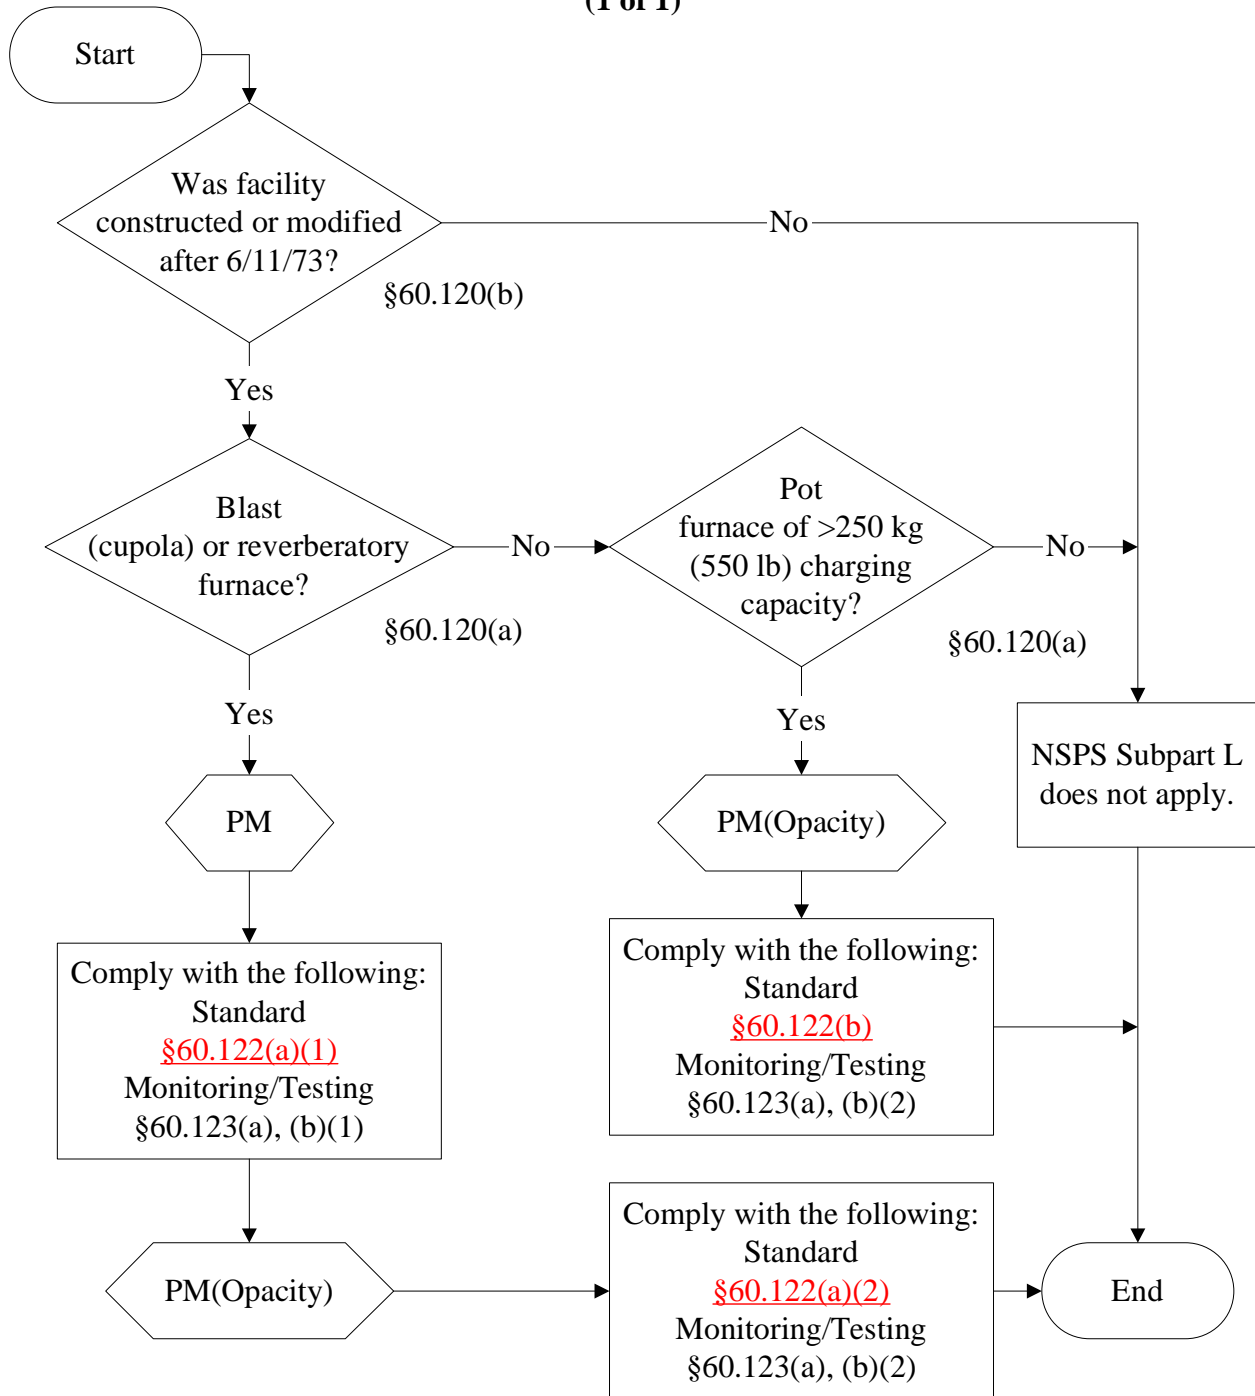 (1 of 1)
Start
Was facility
constructed or modified
after 6/11/73?
No
§60.120(b)
Yes
Blast
(cupola) or reverberatory
furnace?
No
Pot
furnace of >250 kg
(550 lb) charging
capacity?
No
§60.120(a)
§60.120(a)
Yes
Yes
NSPS Subpart L
does not apply.
PM
PM(Opacity)
Comply with the following:
Standard
§60.122(a)(1)
Monitoring/Testing
§60.123(a), (b)(1)
Comply with the following:
Standard
§60.122(b)
Monitoring/Testing
§60.123(a), (b)(2)
PM(Opacity)
Comply with the following:
Standard
§60.122(a)(2)
Monitoring/Testing
§60.123(a), (b)(2)
End